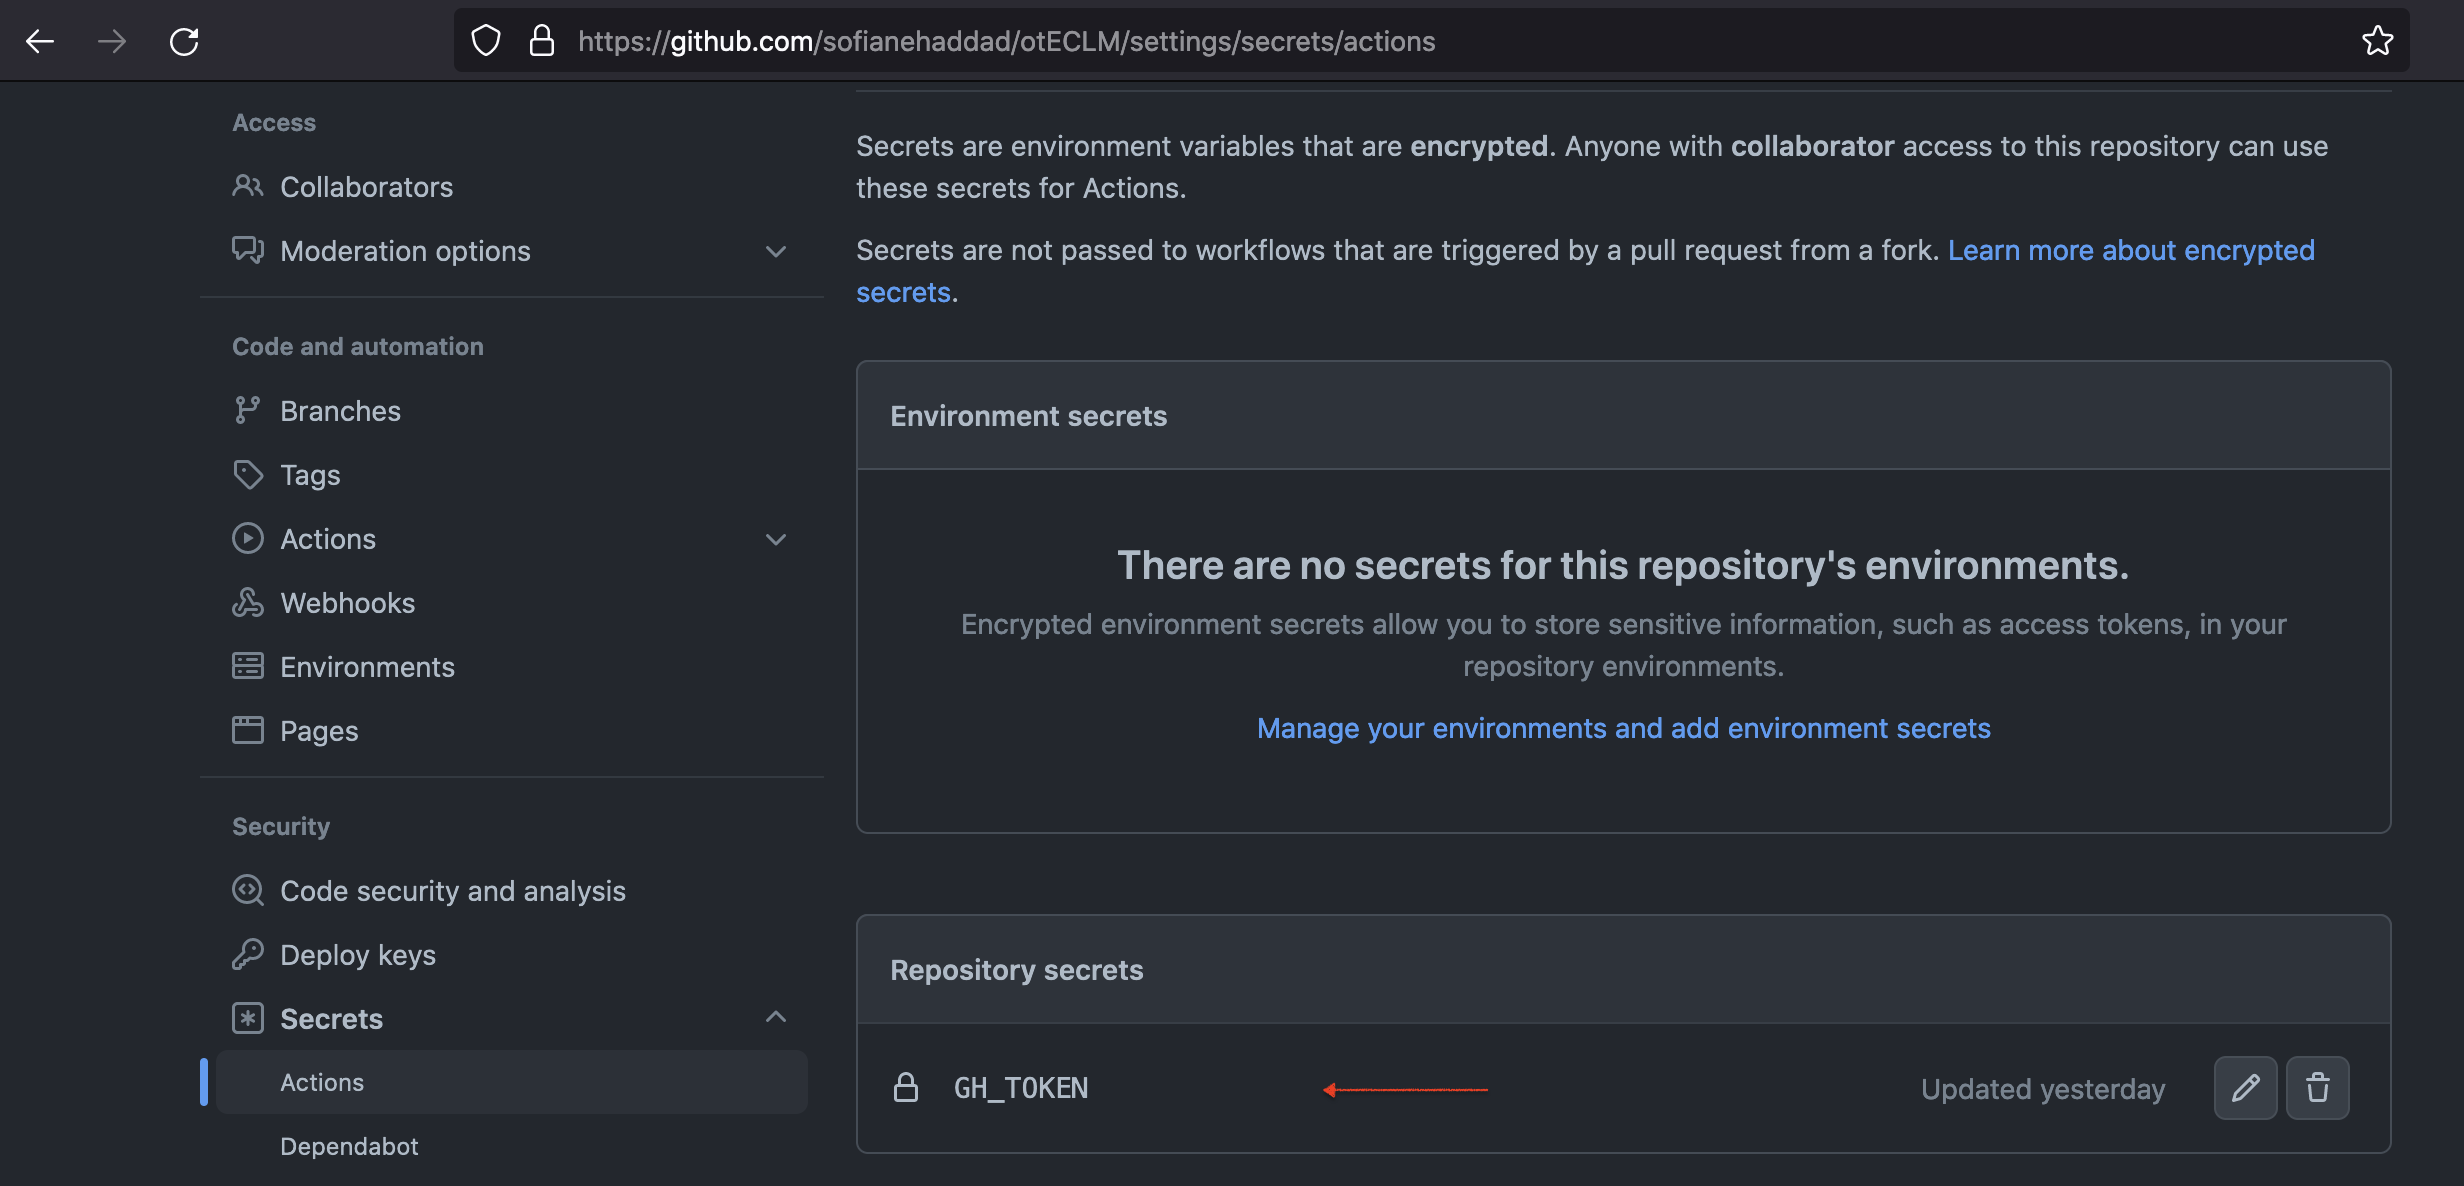 https://github.com/sofianehaddad/otECLM/settings/secrets/actions
Access
Collaborators
Moderation options
Code and automation
Branches
Tags
Actions
Webhooks
Environments
Pages
Security
Code security and analysis
Deploy keys
Secrets
Actions
Dependabot
Secrets are environment variables that are encrypted. Anyone with collaborator access to this repository can use
these secrets for Actions.
Secrets are not passed to workflows that are triggered by a pull request from a fork. Learn more about encrypted
secrets.
Environment secrets
There are no secrets for this repository's environments.
Encrypted environment secrets allow you to store sensitive information, such as access tokens, in your
repository environments.
Manage your environments and add environment secrets
Repository secrets
GH_TOKEN
Updated yesterday